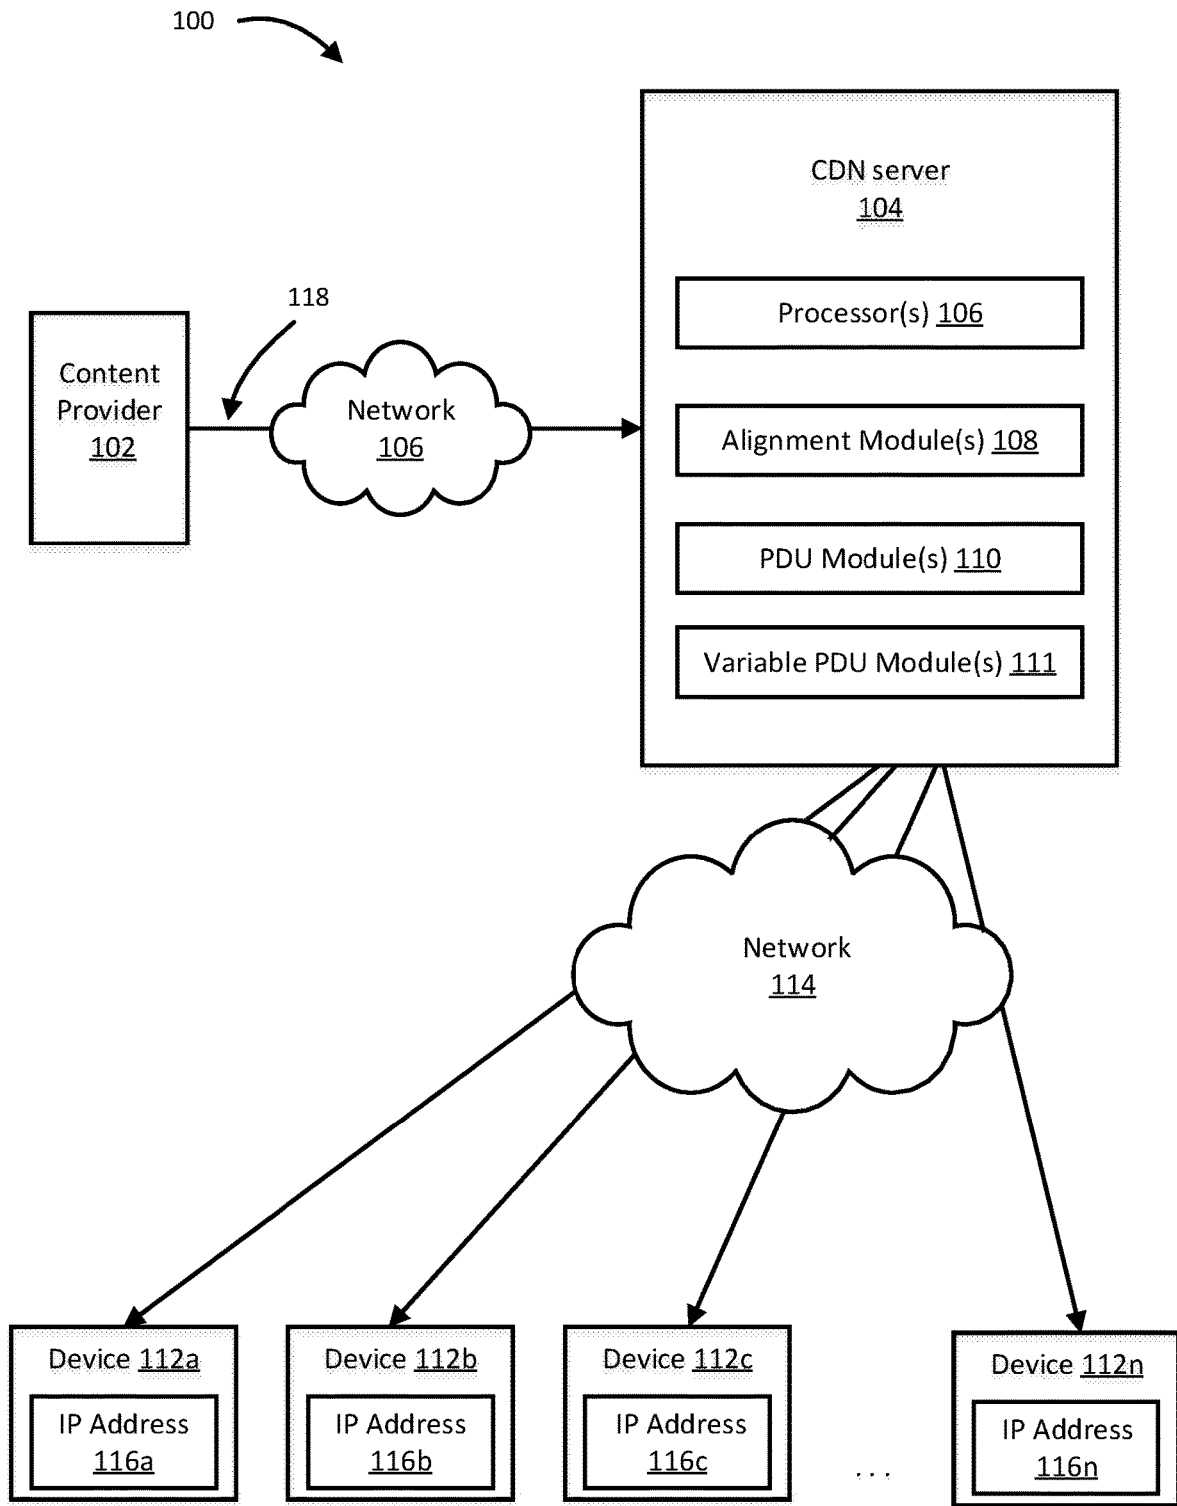 100
CDN server
104
Processor(s) 106
Alignment Module(s) 108
PDU Module(s) 110
Variable PDU Module(s) 111
118
Content
Provider
102
Network
106
Network
114
Device 112a
IP Address
116a
Device 112b
IP Address
116b
Device 112c
IP Address
116c
...
Device 112n
IP Address
116n